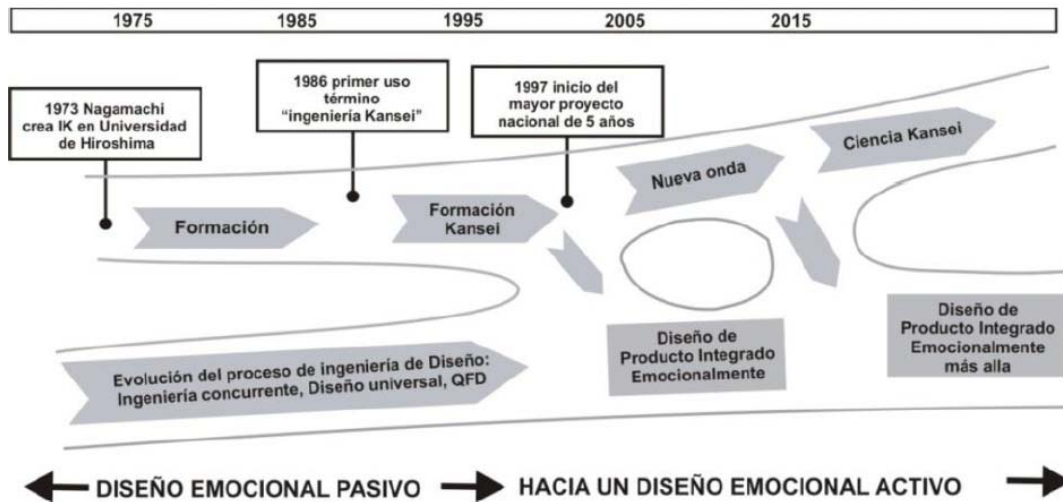 1975 1985 1995 2005 2015
1973 Nagamachi
crea IK en Universidad
de Hiroshima
1986 primer uso
término
“ingeniería Kansei”
1997 inicio del
mayor proyecto
nacional de 5 años
Formación
Formación
Kansei
Nueva onda
Ciencia Kansei
Evolución del proceso de ingeniería de Diseño:
Ingeniería concurrente, Diseño universal, QFD
Diseño de
Producto Integrado
Emocionalmente
Diseño de
Producto Integrado
Emocionalmente
más alla
DISEÑO EMOCIONAL PASIVO
HACIA UN DISEÑO EMOCIONAL ACTIVO